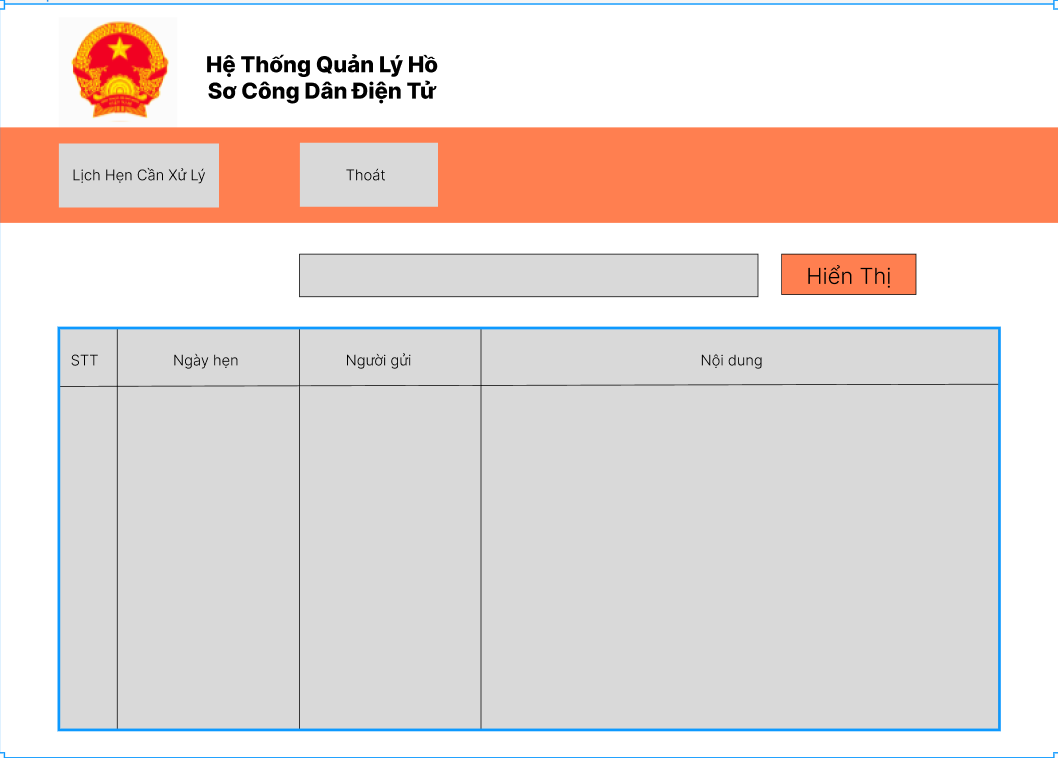 Hệ Thống Quản Lý Hồ
Sơ Công Dân Điện Tử
Lịch Hẹn Cần Xử Lý
Thoát
Hiển Thị
STT
Ngày hẹn
Người gửi
Nội dung